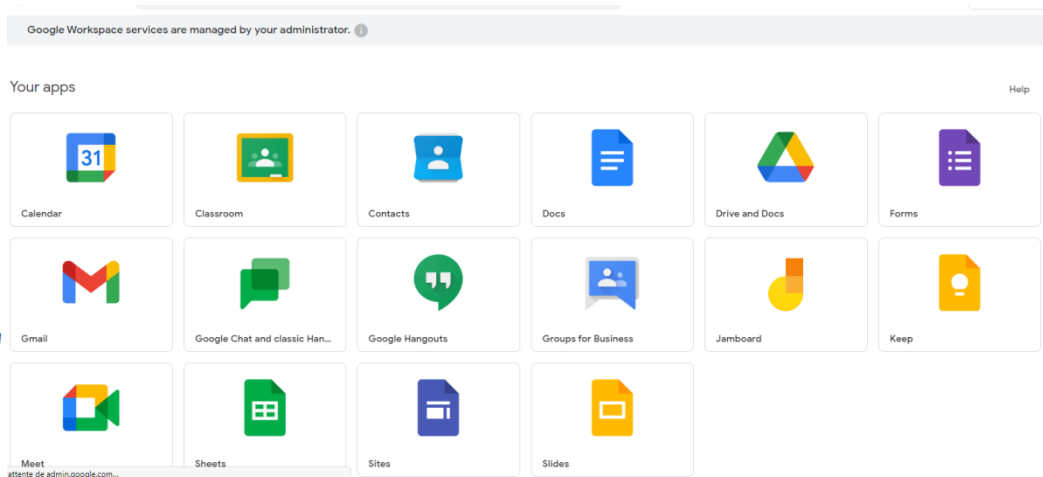 Google Workspace services are managed by your administrator.
Your apps
Help
31
Calendar
Classroom
Contacts
Docs
Drive and Docs
Forms
Gmail
Google Chat and classic Han...
Google Hangouts
Groups for Business
Jamboard
Keep
Meet
Sheets
Sites
Slides
attente de admin.google.com...